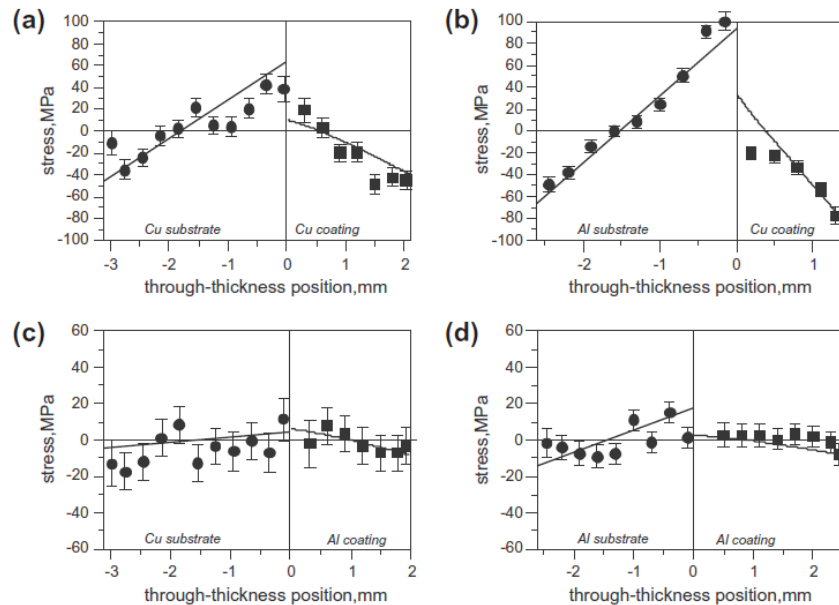 (a)
100
80
60
40
20
0
-20
-40
-60
-80
-100
stress,MPa
Cu substrate
Cu coating
-3 -2 -1 0 1 2
through-thickness position,mm
(b)
100
80
60
40
20
0
-20
-40
-60
-80
-100
stress,MPa
Al substrate
Cu coating
-2 -1 0 1
through-thickness position,mm
(c)
60
40
20
0
-20
-40
-60
stress,MPa
Cu substrate
Al coating
-3 -2 -1 0 1 2
through-thickness position,mm
(d)
60
40
20
0
-20
-40
-60
stress,MPa
Al substrate
Al coating
-2 -1 0 1 2
through-thickness position,mm